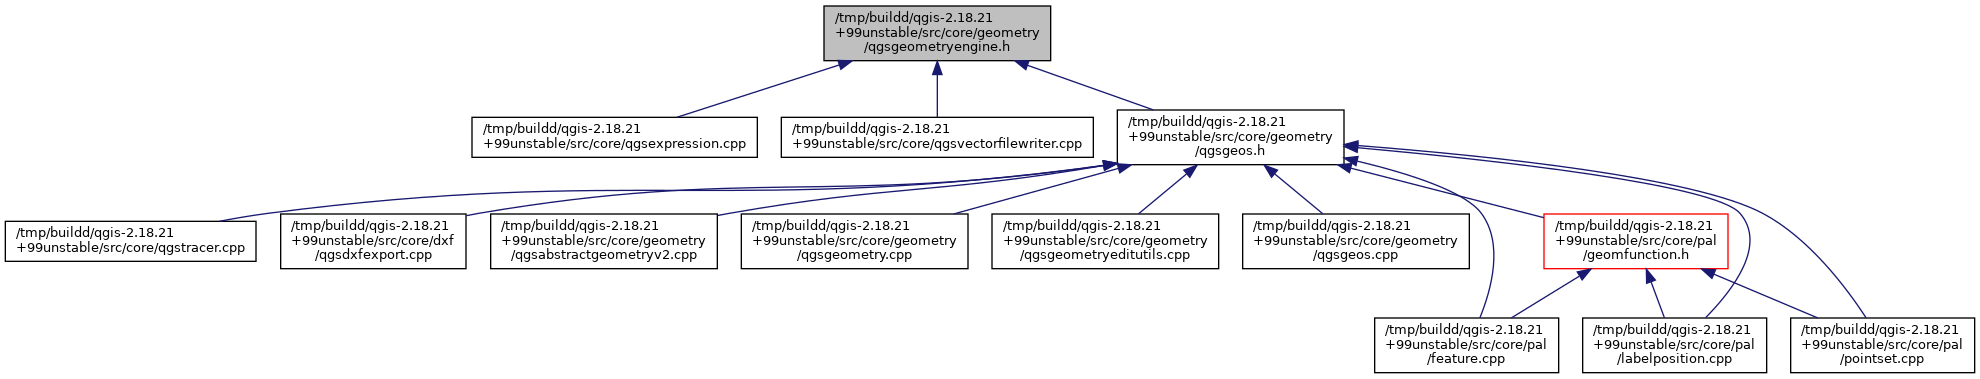 /tmp/buildd/qgis-2.18.21
+99unstable/src/core/geometry
/qgsgeometryengine.h
/tmp/buildd/qgis-2.18.21
+99unstable/src/core/qgsexpression.cpp
/tmp/buildd/qgis-2.18.21
+99unstable/src/core/qgsvectorfilewriter.cpp
/tmp/buildd/qgis-2.18.21
+99unstable/src/core/geometry
/qgsgeos.h
/tmp/buildd/qgis-2.18.21
+99unstable/src/core/qgstracer.cpp
/tmp/buildd/qgis-2.18.21
+99unstable/src/core/dxf
/qgsdxfexport.cpp
/tmp/buildd/qgis-2.18.21
+99unstable/src/core/geometry
/qgsabstractgeometryv2.cpp
/tmp/buildd/qgis-2.18.21
+99unstable/src/core/geometry
/qgsgeometry.cpp
/tmp/buildd/qgis-2.18.21
+99unstable/src/core/geometry
/qgsgeometryeditutils.cpp
/tmp/buildd/qgis-2.18.21
+99unstable/src/core/geometry
/qgsgeos.cpp
/tmp/buildd/qgis-2.18.21
+99unstable/src/core/pal
/geomfunction.h
/tmp/buildd/qgis-2.18.21
+99unstable/src/core/pal
/feature.cpp
/tmp/buildd/qgis-2.18.21
+99unstable/src/core/pal
/labelposition.cpp
/tmp/buildd/qgis-2.18.21
+99unstable/src/core/pal
/pointset.cpp